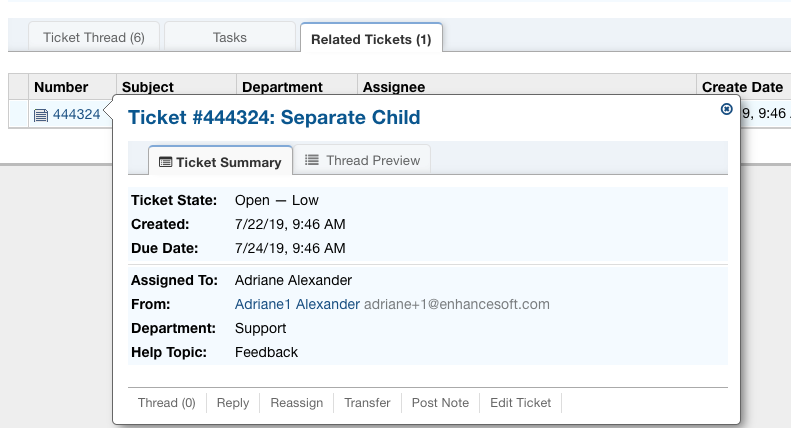 Ticket Thread (6) Tasks Related Tickets (1)
Number Subject Department Assignee Create Date
444324 9, 9:46
Ticket #444324: Separate Child
Ticket Summary Thread Preview
Ticket State: Open — Low
Created: 7/22/19, 9:46 AM
Due Date: 7/24/19, 9:46 AM
Assigned To: Adriane Alexander
From: Adriane1 Alexander adriane+1@enhancesoft.com
Department: Support
Help Topic: Feedback
Thread (0) Reply Reassign Transfer Post Note Edit Ticket